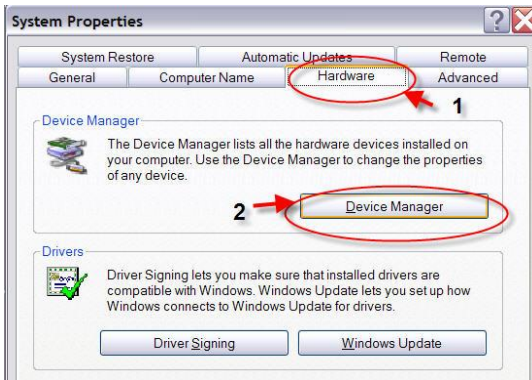 System Properties
System Restore Automatic Updates Remote
General Computer Name Hardware Advanced
1
Device Manager
The Device Manager lists all the hardware devices installed on
your computer. Use the Device Manager to change the properties
of any device.
2 Device Manager
Drivers
Driver Signing lets you make sure that installed drivers are
compatible with Windows. Windows Update lets you set up how
Windows connects to Windows Update for drivers.
Driver Signing Windows Update